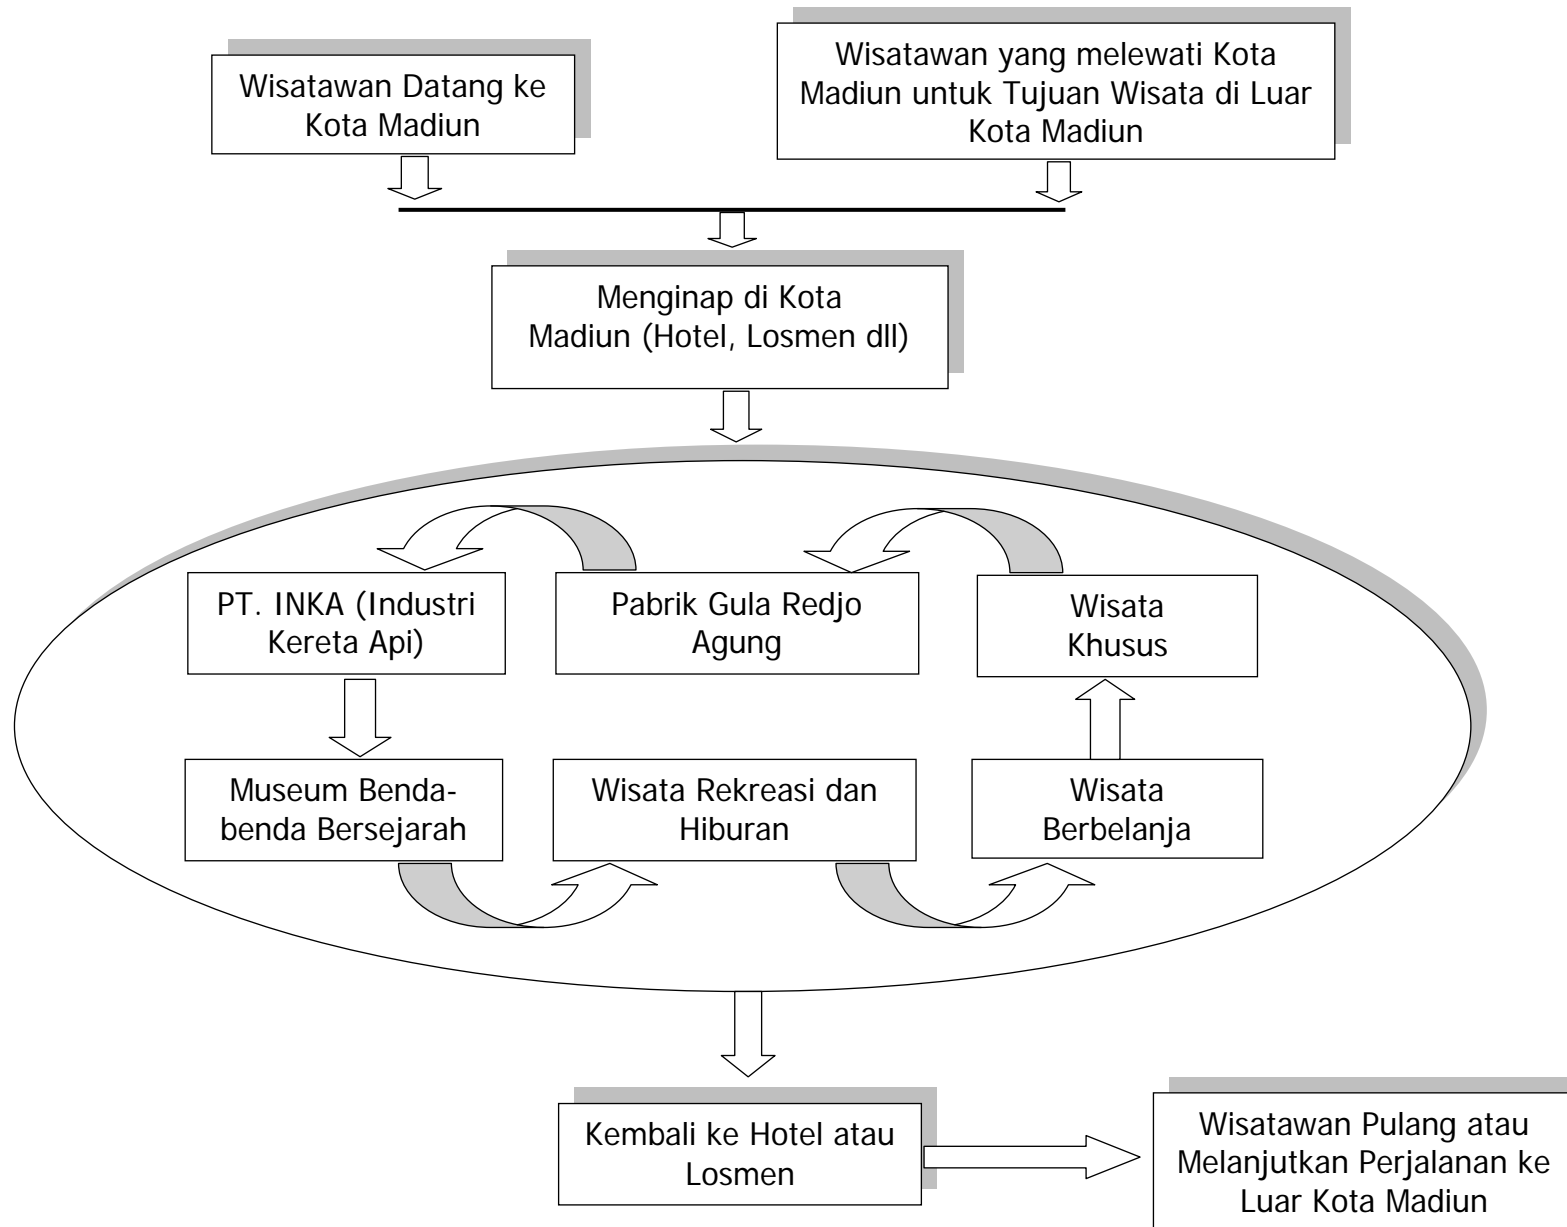 Wisatawan Datang ke
Kota Madiun
Wisatawan yang melewati Kota
Madiun untuk Tujuan Wisata di Luar
Kota Madiun
Menginap di Kota
Madiun (Hotel, Losmen dll)
PT. INKA (Industri
Kereta Api)
Pabrik Gula Redjo
Agung
Wisata
Khusus
Museum Benda-
benda Bersejarah
Wisata Rekreasi dan
Hiburan
Wisata
Berbelanja
Kembali ke Hotel atau
Losmen
Wisatawan Pulang atau
Melanjutkan Perjalanan ke
Luar Kota Madiun